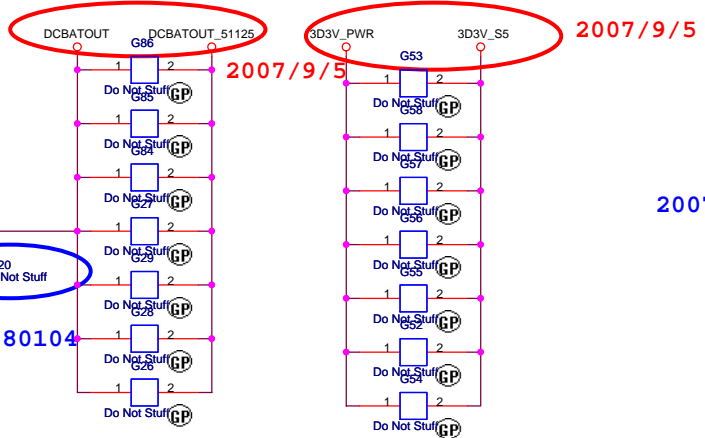 DCBATOUT DCBATOUT_51125
3D3V_PWR 3D3V_S5
2007/9/5
2007/9/5
G86
1 2
Do Not Stuff GP
G85
1 2
Do Not Stuff GP
G84
1 2
Do Not Stuff GP
G27
1 2
Do Not Stuff GP
G29
1 2
Do Not Stuff GP
G28
1 2
Do Not Stuff GP
G26
1 2
Do Not Stuff GP
G53
1 2
Do Not Stuff GP
G58
1 2
Do Not Stuff GP
G57
1 2
Do Not Stuff GP
G56
1 2
Do Not Stuff GP
G55
1 2
Do Not Stuff GP
G52
1 2
Do Not Stuff GP
G54
1 2
Do Not Stuff GP
20
Not Stuff
80104
200